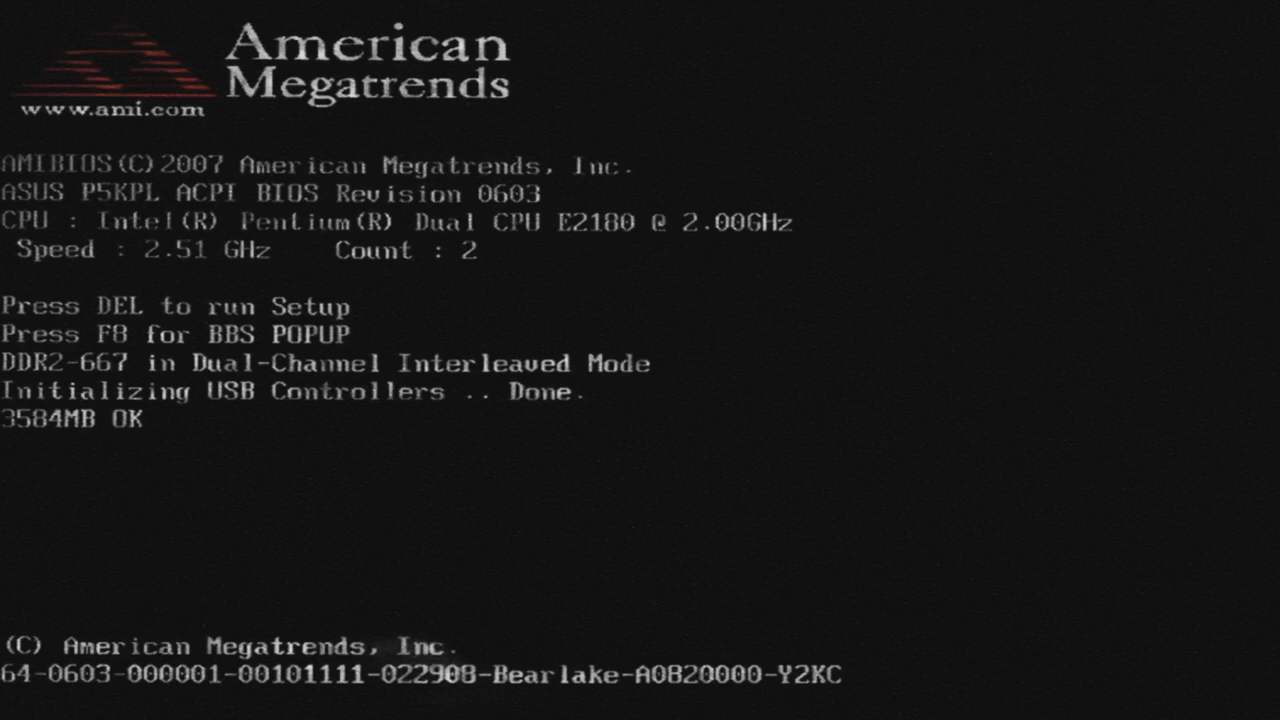 American
Megatrends
www.ami.com
AMIBIOS(C)2007 American Megatrends, Inc.
ASUS P5KPL ACPI BIOS Revision 0603
CPU : Intel(R) Pentium(R) Dual CPU E2180 @ 2.00GHz
Speed : 2.51 GHz    Count : 2
Press DEL to run Setup
Press F8 for BBS POPUP
DDR2-667 in Dual-Channel Interleaved Mode
Initializing USB Controllers .. Done.
3584MB OK
(C) American Megatrends, Inc.
64-0603-000001-00101111-022908-Bearlake-A0820000-Y2KC